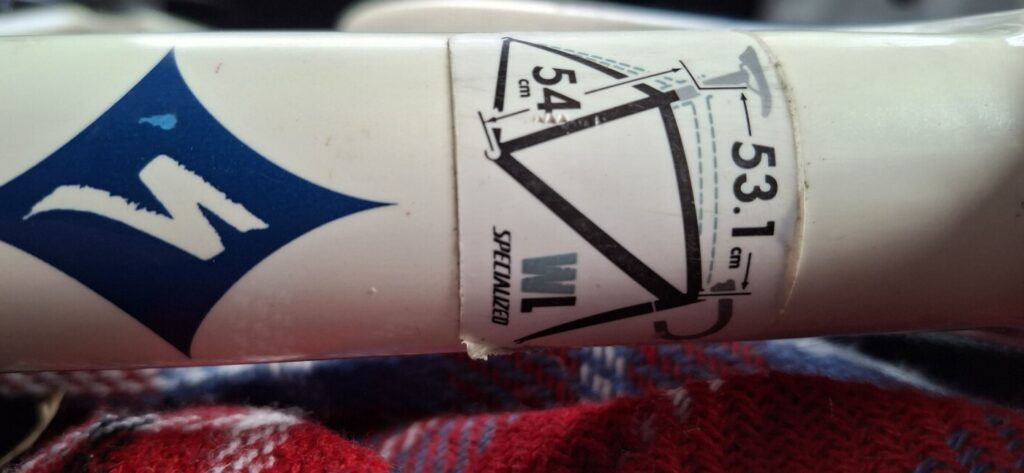 54
cm
53.1
cm
WL
SPECIALIZED